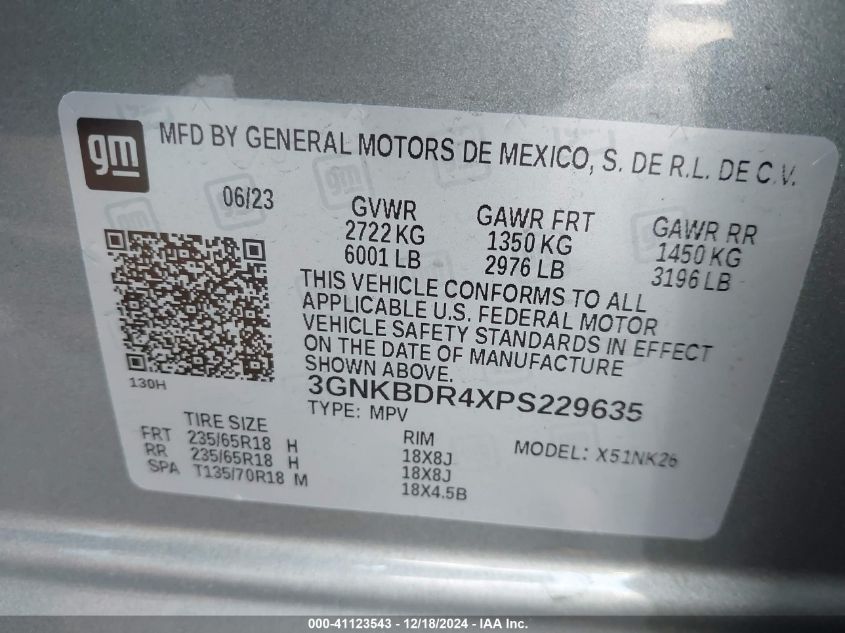 gm
MFD BY GENERAL MOTORS DE MEXICO, S. DE R.L. DE C.V.
06/23
GVWR GAWR FRT GAWR RR
2722 KG 1350 KG 1450 KG
6001 LB 2976 LB 3196 LB
THIS VEHICLE CONFORMS TO ALL
APPLICABLE U.S. FEDERAL MOTOR
VEHICLE SAFETY STANDARDS IN EFFECT
ON THE DATE OF MANUFACTURE
SHOWN ABOVE.
130H
3GNKBDR4XPS229635
TYPE: MPV
TIRE SIZE RIM MODEL: X51NK26
FRT 235/65R18 H 18X8J
RR 235/65R18 H 18X8J
SPA T135/70R18 M 18X4.5B
000-41123543 - 12/18/2024 - IAA Inc.